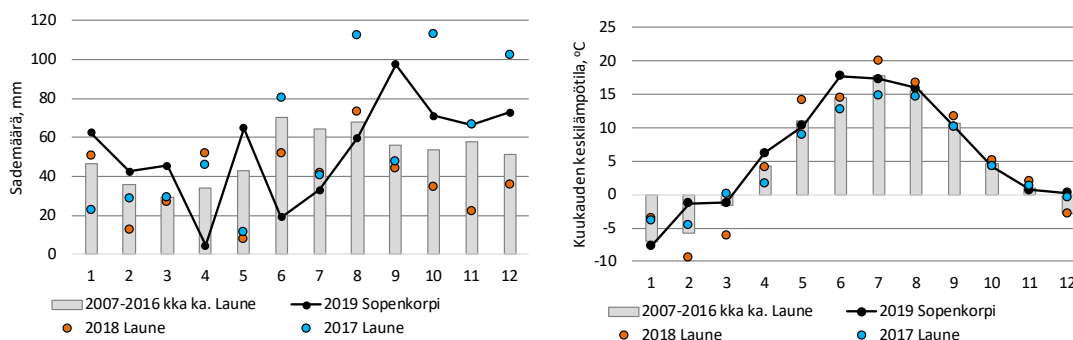 120
100
80
60
40
20
0
Sademäärä, mm
1 2 3 4 5 6 7 8 9 10 11 12
2007-2016 kka ka. Laune 2019 Sopenkorpi
2018 Laune 2017 Laune
25
20
15
10
5
0
-5
-10
Kuukauden keskilämpötila, ºC
1 2 3 4 5 6 7 8 9 10 11 12
2007-2016 kka ka. Laune 2019 Sopenkorpi
2018 Laune 2017 Laune